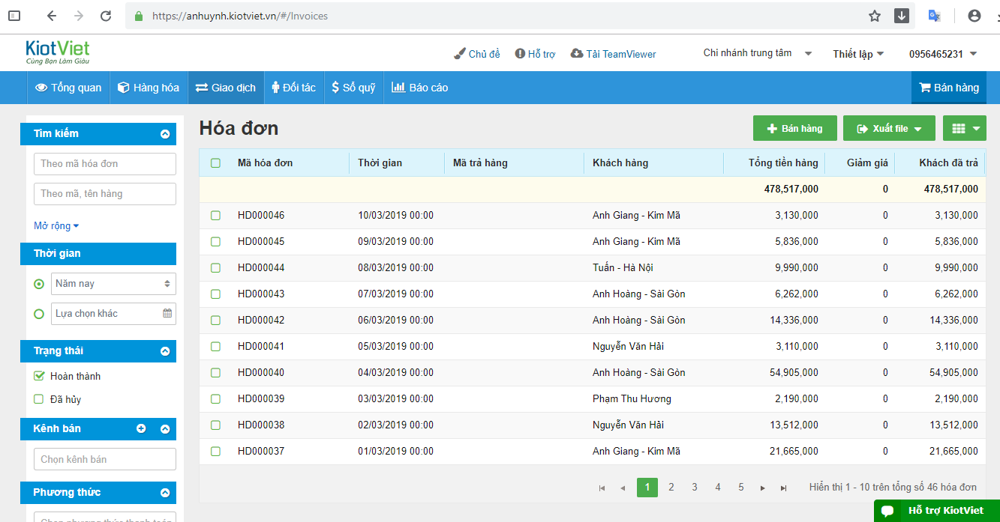 https://anhuynh.kiotviet.vn/#/Invoices
KiotViet
Cùng Bạn Làm Giàu
Chủ đề Hỗ trợ Tải TeamViewer Chi nhánh trung tâm Thiết lập 0956465231
Tổng quan Hàng hóa Giao dịch Đối tác Sổ quỹ Báo cáo Bán hàng
Tìm kiếm
Theo mã hóa đơn
Theo mã, tên hàng
Mở rộng
Thời gian
Năm nay
Lựa chọn khác
Trạng thái
Hoàn thành
Đã hủy
Kênh bán
Chọn kênh bán
Phương thức
Chọn phương thức thanh toán
Hóa đơn
Bán hàng Xuất file
Mã hóa đơn Thời gian Mã trả hàng Khách hàng Tổng tiền hàng Giảm giá Khách đã trả
478,517,000 0 478,517,000
HD000046 10/03/2019 00:00 Anh Giang - Kim Mã 3,130,000 0 3,130,000
HD000045 09/03/2019 00:00 Anh Giang - Kim Mã 5,836,000 0 5,836,000
HD000044 08/03/2019 00:00 Tuấn - Hà Nội 9,990,000 0 9,990,000
HD000043 07/03/2019 00:00 Anh Hoàng - Sài Gòn 6,262,000 0 6,262,000
HD000042 06/03/2019 00:00 Anh Hoàng - Sài Gòn 14,336,000 0 14,336,000
HD000041 05/03/2019 00:00 Nguyễn Văn Hải 3,110,000 0 3,110,000
HD000040 04/03/2019 00:00 Anh Hoàng - Sài Gòn 54,905,000 0 54,905,000
HD000039 03/03/2019 00:00 Phạm Thu Hương 2,190,000 0 2,190,000
HD000038 02/03/2019 00:00 Nguyễn Văn Hải 13,512,000 0 13,512,000
HD000037 01/03/2019 00:00 Anh Giang - Kim Mã 21,665,000 0 21,665,000
1 2 3 4 5 Hiển thị 1 - 10 trên tổng số 46 hóa đơn
Hỗ trợ KiotViet